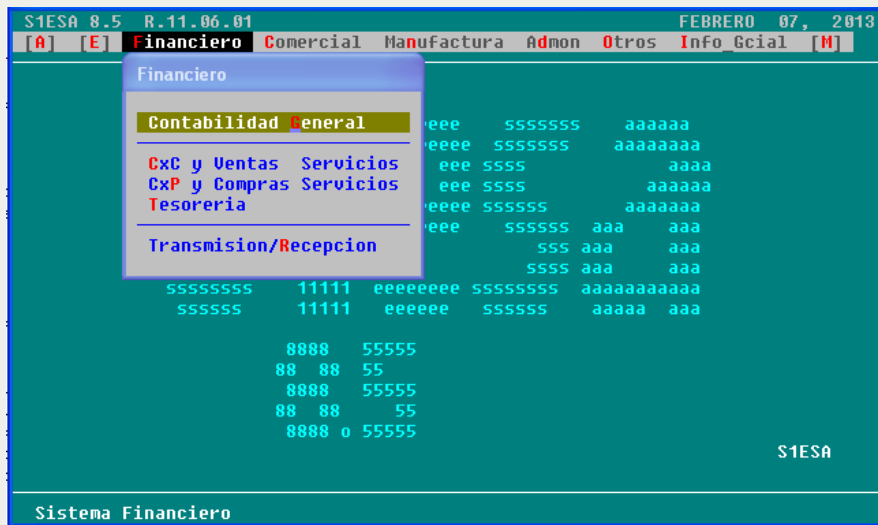 S1ESA 8.5 R.11.06.01 FEBRERO 07, 2013
[A] [E] Financiero Comercial Manufactura Admon Otros Info_Gcial [M]
Financiero
Contabilidad General
CxC y Ventas Servicios
CxP y Compras Servicios
Tesoreria
Transmision/Recepcion
eee sssssss aaaaaa
eeee sssssss aaaaaaaa
eee ssss aaaa
eee ssss aaaaaa
eeee ssssss aaaaaaa
eee ssssss aaa aaa
sss aaa aaa
ssss aaa aaa
ssssssss 11111 eeeeeeee ssssssss aaaaaaaaaaa
ssssss 11111 eeeeee ssssss aaaaa aaa
8888 55555
88 88 55
8888 55555
88 88 55
8888 o 55555
S1ESA
Sistema Financiero